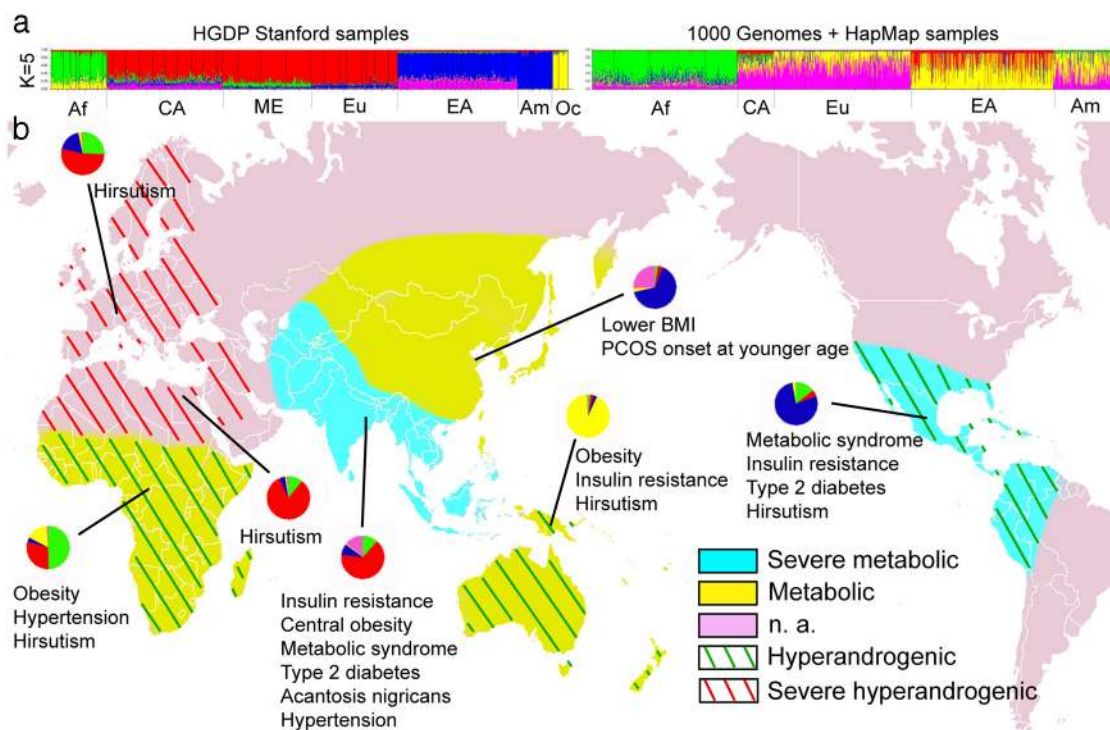 a
HGDP Stanford samples
1000 Genomes + HapMap samples
K=5
Af CA ME Eu EA Am Oc
Af CA Eu EA Am
b
Hirsutism
Lower BMI
PCOS onset at younger age
Obesity
Insulin resistance
Hirsutism
Metabolic syndrome
Insulin resistance
Type 2 diabetes
Hirsutism
Hirsutism
Obesity
Hypertension
Hirsutism
Insulin resistance
Central obesity
Metabolic syndrome
Type 2 diabetes
Acantosis nigricans
Hypertension
Severe metabolic
Metabolic
n. a.
Hyperandrogenic
Severe hyperandrogenic